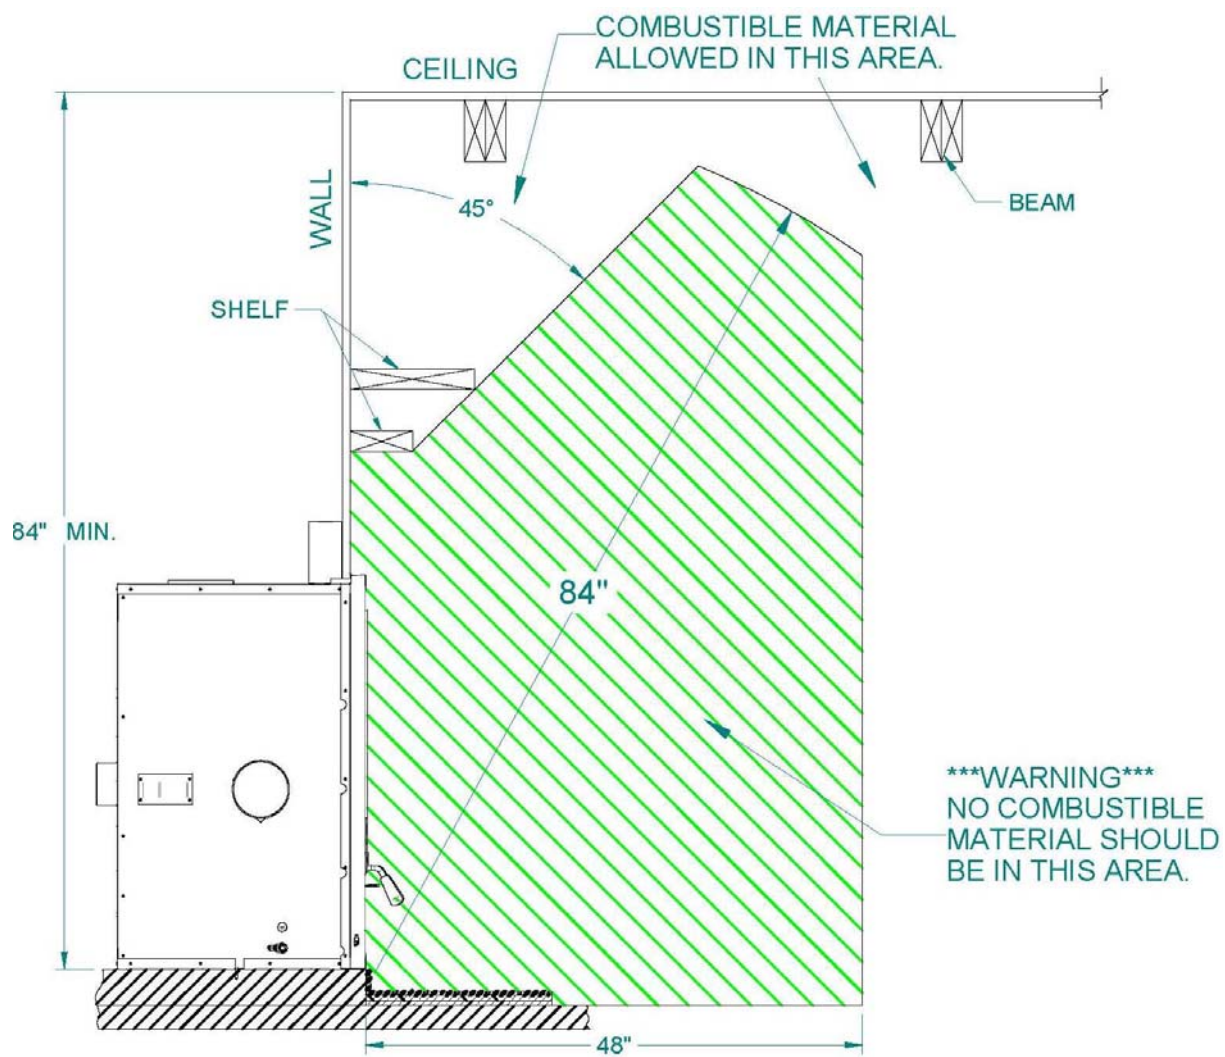 COMBUSTIBLE MATERIAL
ALLOWED IN THIS AREA.
CEILING
WALL
45°
BEAM
SHELF
84" MIN.
84"
***WARNING***
NO COMBUSTIBLE
MATERIAL SHOULD
BE IN THIS AREA.
48"